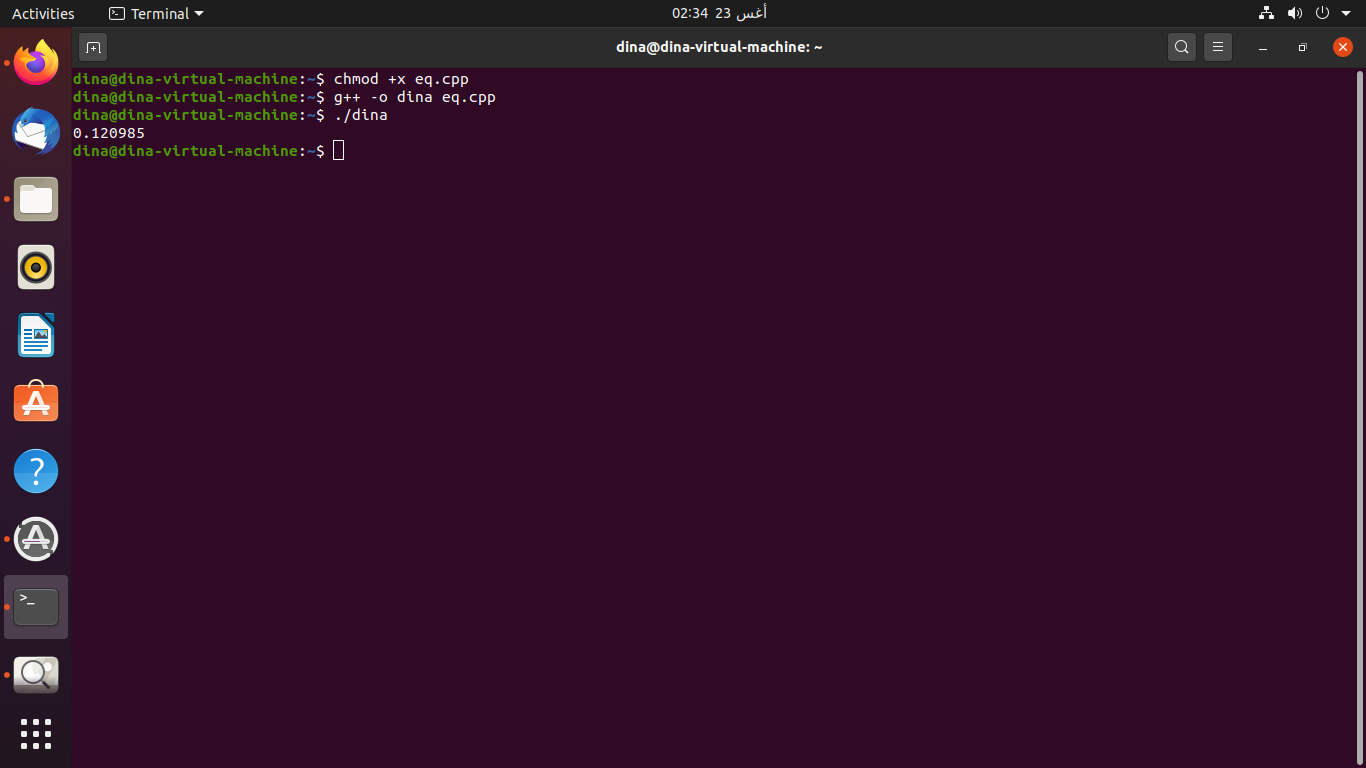 Activities
Terminal
02:34 23 أغس
dina@dina-virtual-machine: ~
dina@dina-virtual-machine:~$ chmod +x eq.cpp
dina@dina-virtual-machine:~$ g++ -o dina eq.cpp
dina@dina-virtual-machine:~$ ./dina
0.120985
dina@dina-virtual-machine:~$